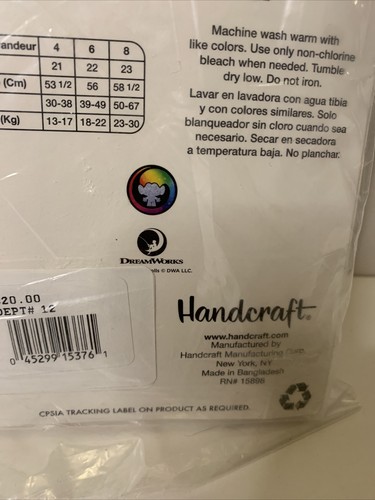 Machine wash warm with
like colors. Use only non-chlorine
bleach when needed. Tumble
dry low. Do not iron.
Lavar en lavadora con agua tibia
y con colores similares. Solo
blanqueador sin cloro cuando sea
necesario. Secar en secadora
a temperatura baja. No planchar.
andeur 4 6 8
21 22 23
(Cm) 53 1/2 56 58 1/2
30-38 39-49 50-67
(Kg) 13-17 18-22 23-30
DREAMWORKS
olls © DWA LLC.
20.00
DEPT# 12
0 45299 15376 1
Handcraft®
www.handcraft.com
Manufactured by
Handcraft Manufacturing Corp.
New York, NY
Made in Bangladesh
RN# 15886
CPSIA TRACKING LABEL ON PRODUCT AS REQUIRED.